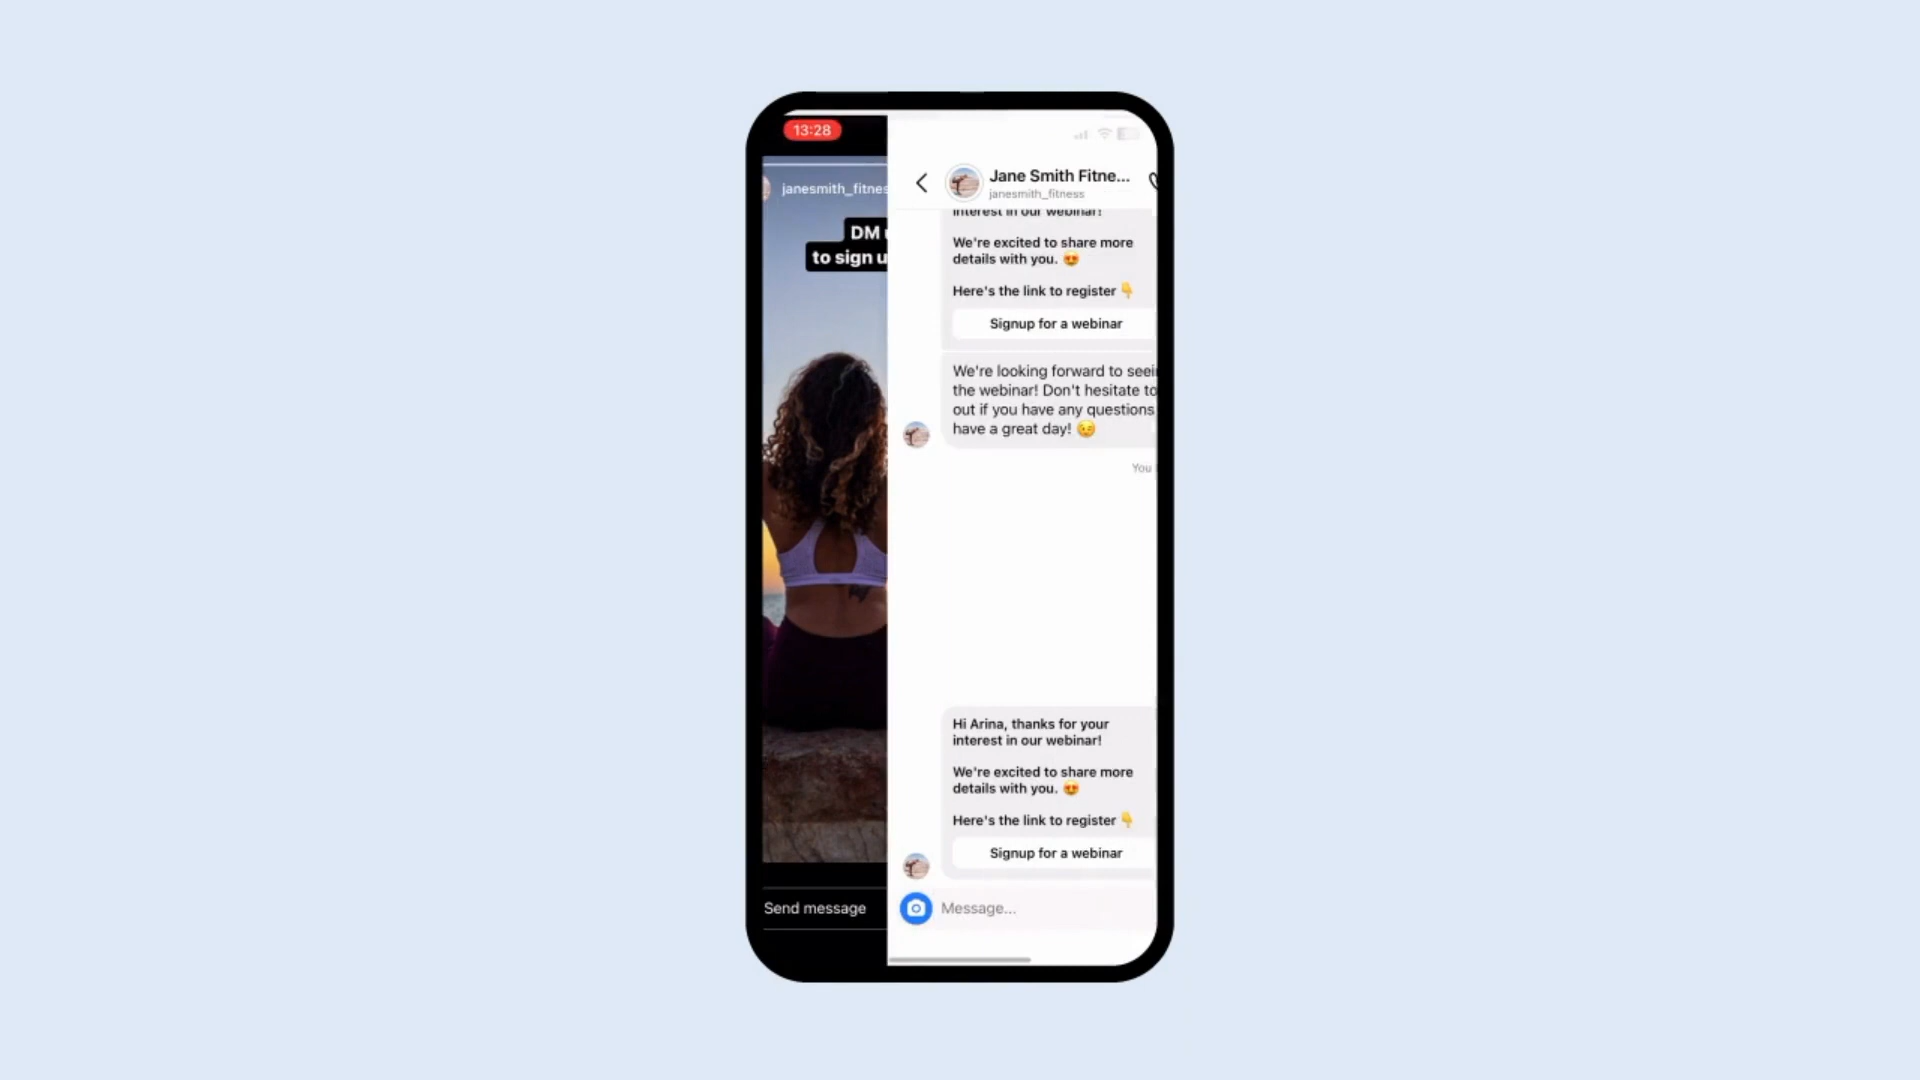 13:28
janesmith_fitnes
DM
to sign u
Send message
Jane Smith Fitne...
janesmith_fitness
interest in our webinar!
We're excited to share more
details with you. 😍
Here's the link to register 👇
Signup for a webinar
We're looking forward to seei
the webinar! Don't hesitate to
out if you have any questions
have a great day! 😉
You
Hi Arina, thanks for your
interest in our webinar!
We're excited to share more
details with you. 😍
Here's the link to register 👇
Signup for a webinar
Message...